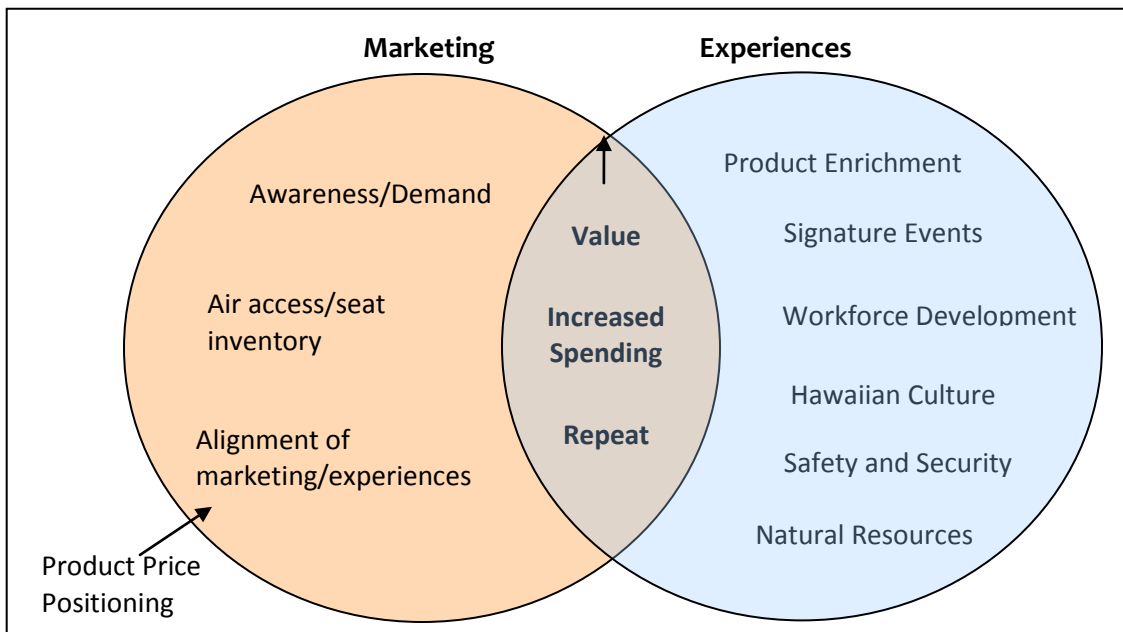 Marketing
Experiences
Awareness/Demand
Air access/seat
inventory
Alignment of
marketing/experiences
Product Price
Positioning
Value
Increased
Spending
Repeat
Product Enrichment
Signature Events
Workforce Development
Hawaiian Culture
Safety and Security
Natural Resources